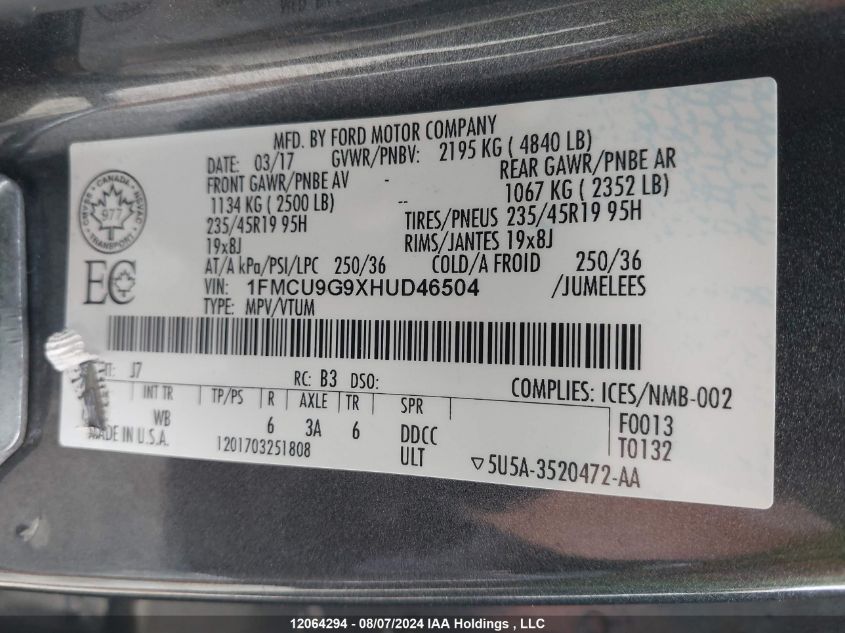 MFD. BY FORD MOTOR COMPANY
DATE: 03/17 GVWR/PNBV: 2195 KG ( 4840 LB)
FRONT GAWR/PNBE AV - REAR GAWR/PNBE AR
1134 KG ( 2500 LB) -- 1067 KG ( 2352 LB)
235/45R19 95H TIRES/PNEUS 235/45R19 95H
19x8J RIMS/JANTES 19x8J
AT/A kPa/PSI/LPC 250/36 COLD/A FROID 250/36
VIN: 1FMCU9G9XHUD46504 /JUMELEES
TYPE: MPV/VTUM
CANADA
977
TRANSPORT
EC
J7 RC: B3 DSO: COMPLIES: ICES/NMB-002
INT TR TP/PS R AXLE TR SPR F0013
WB 6 3A 6 DDCC T0132
MADE IN U.S.A. 1201703251808 ULT ▽5U5A-3520472-AA
12064294 - 08/07/2024 IAA Holdings, LLC